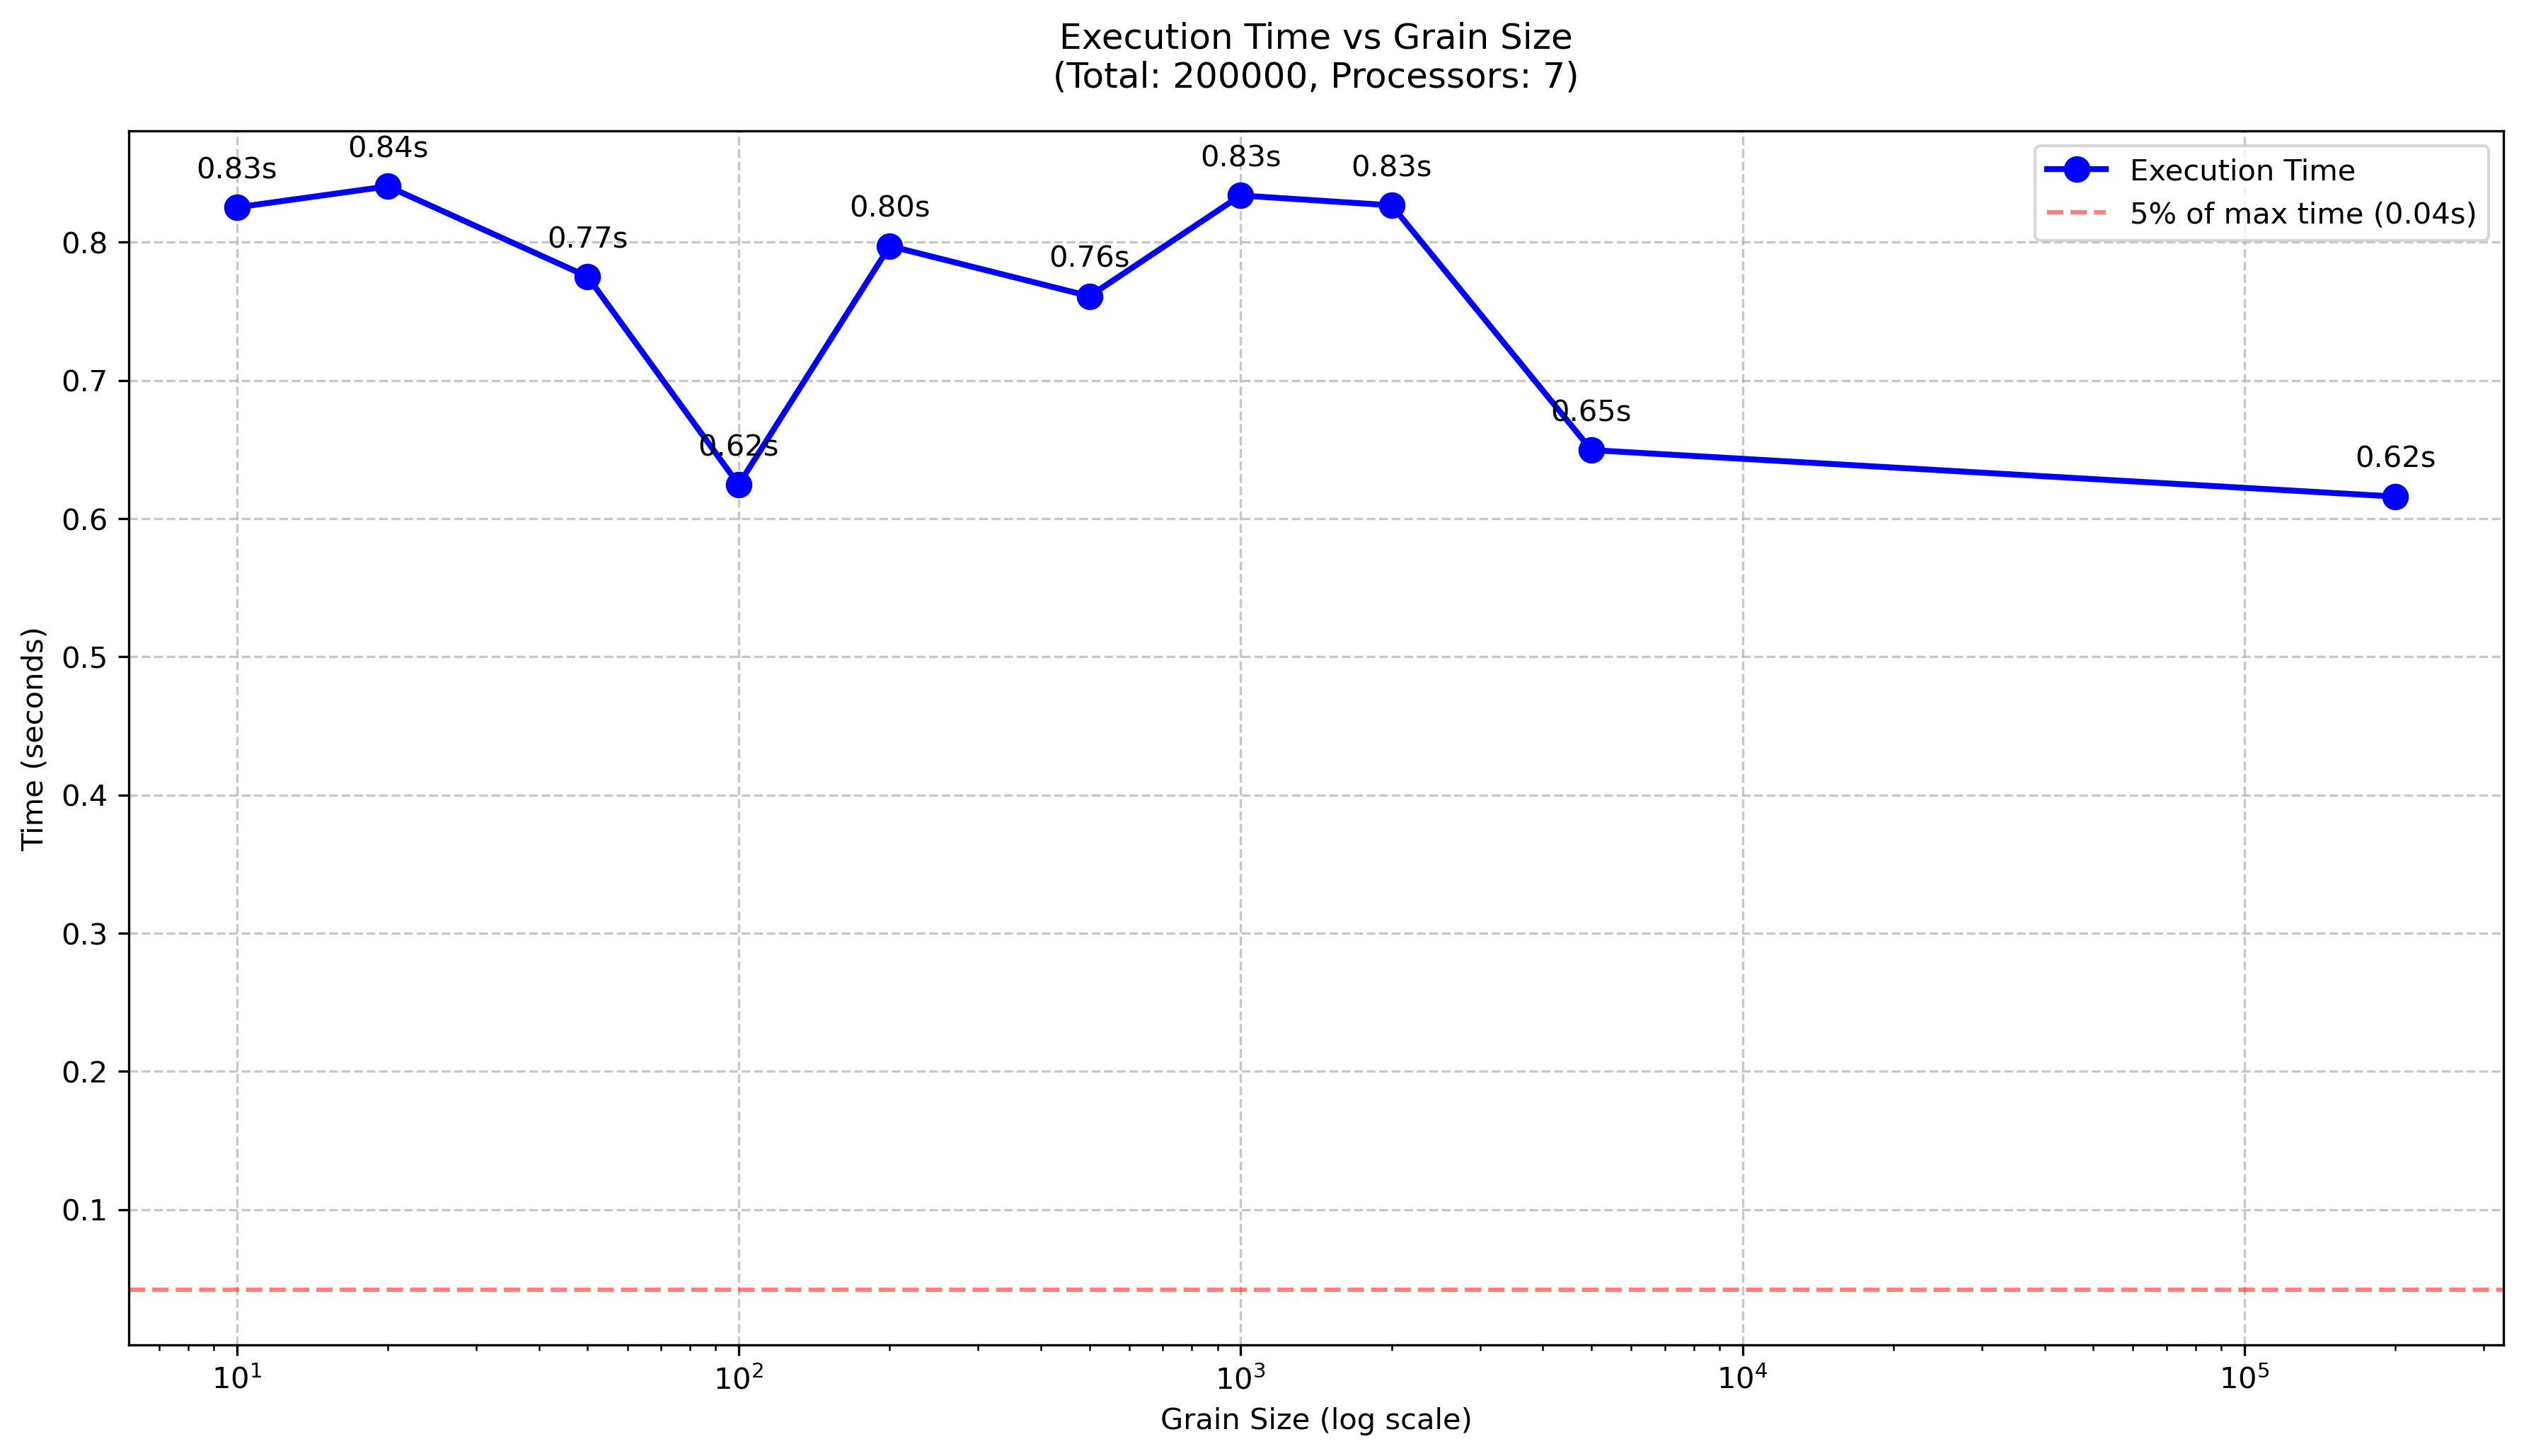 Execution Time vs Grain Size
(Total: 200000, Processors: 7)
Execution Time
5% of max time (0.04s)
0.83s
0.84s
0.77s
0.62s
0.80s
0.76s
0.83s
0.83s
0.65s
0.62s
Time (seconds)
0.8
0.7
0.6
0.5
0.4
0.3
0.2
0.1
10¹
10²
10³
10⁴
10⁵
Grain Size (log scale)